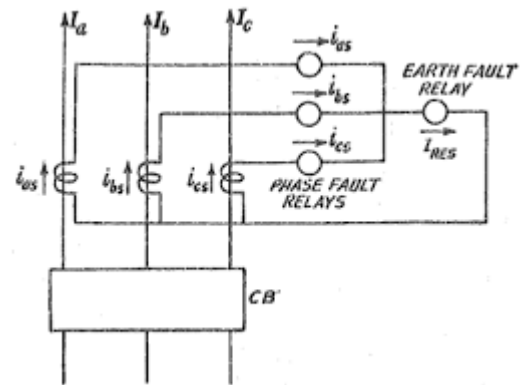 I_a I_b I_c i_as
i_bs
i_cs
EARTH FAULT
RELAY
I_RES
i_as i_bs i_cs
PHASE FAULT
RELAYS
CB